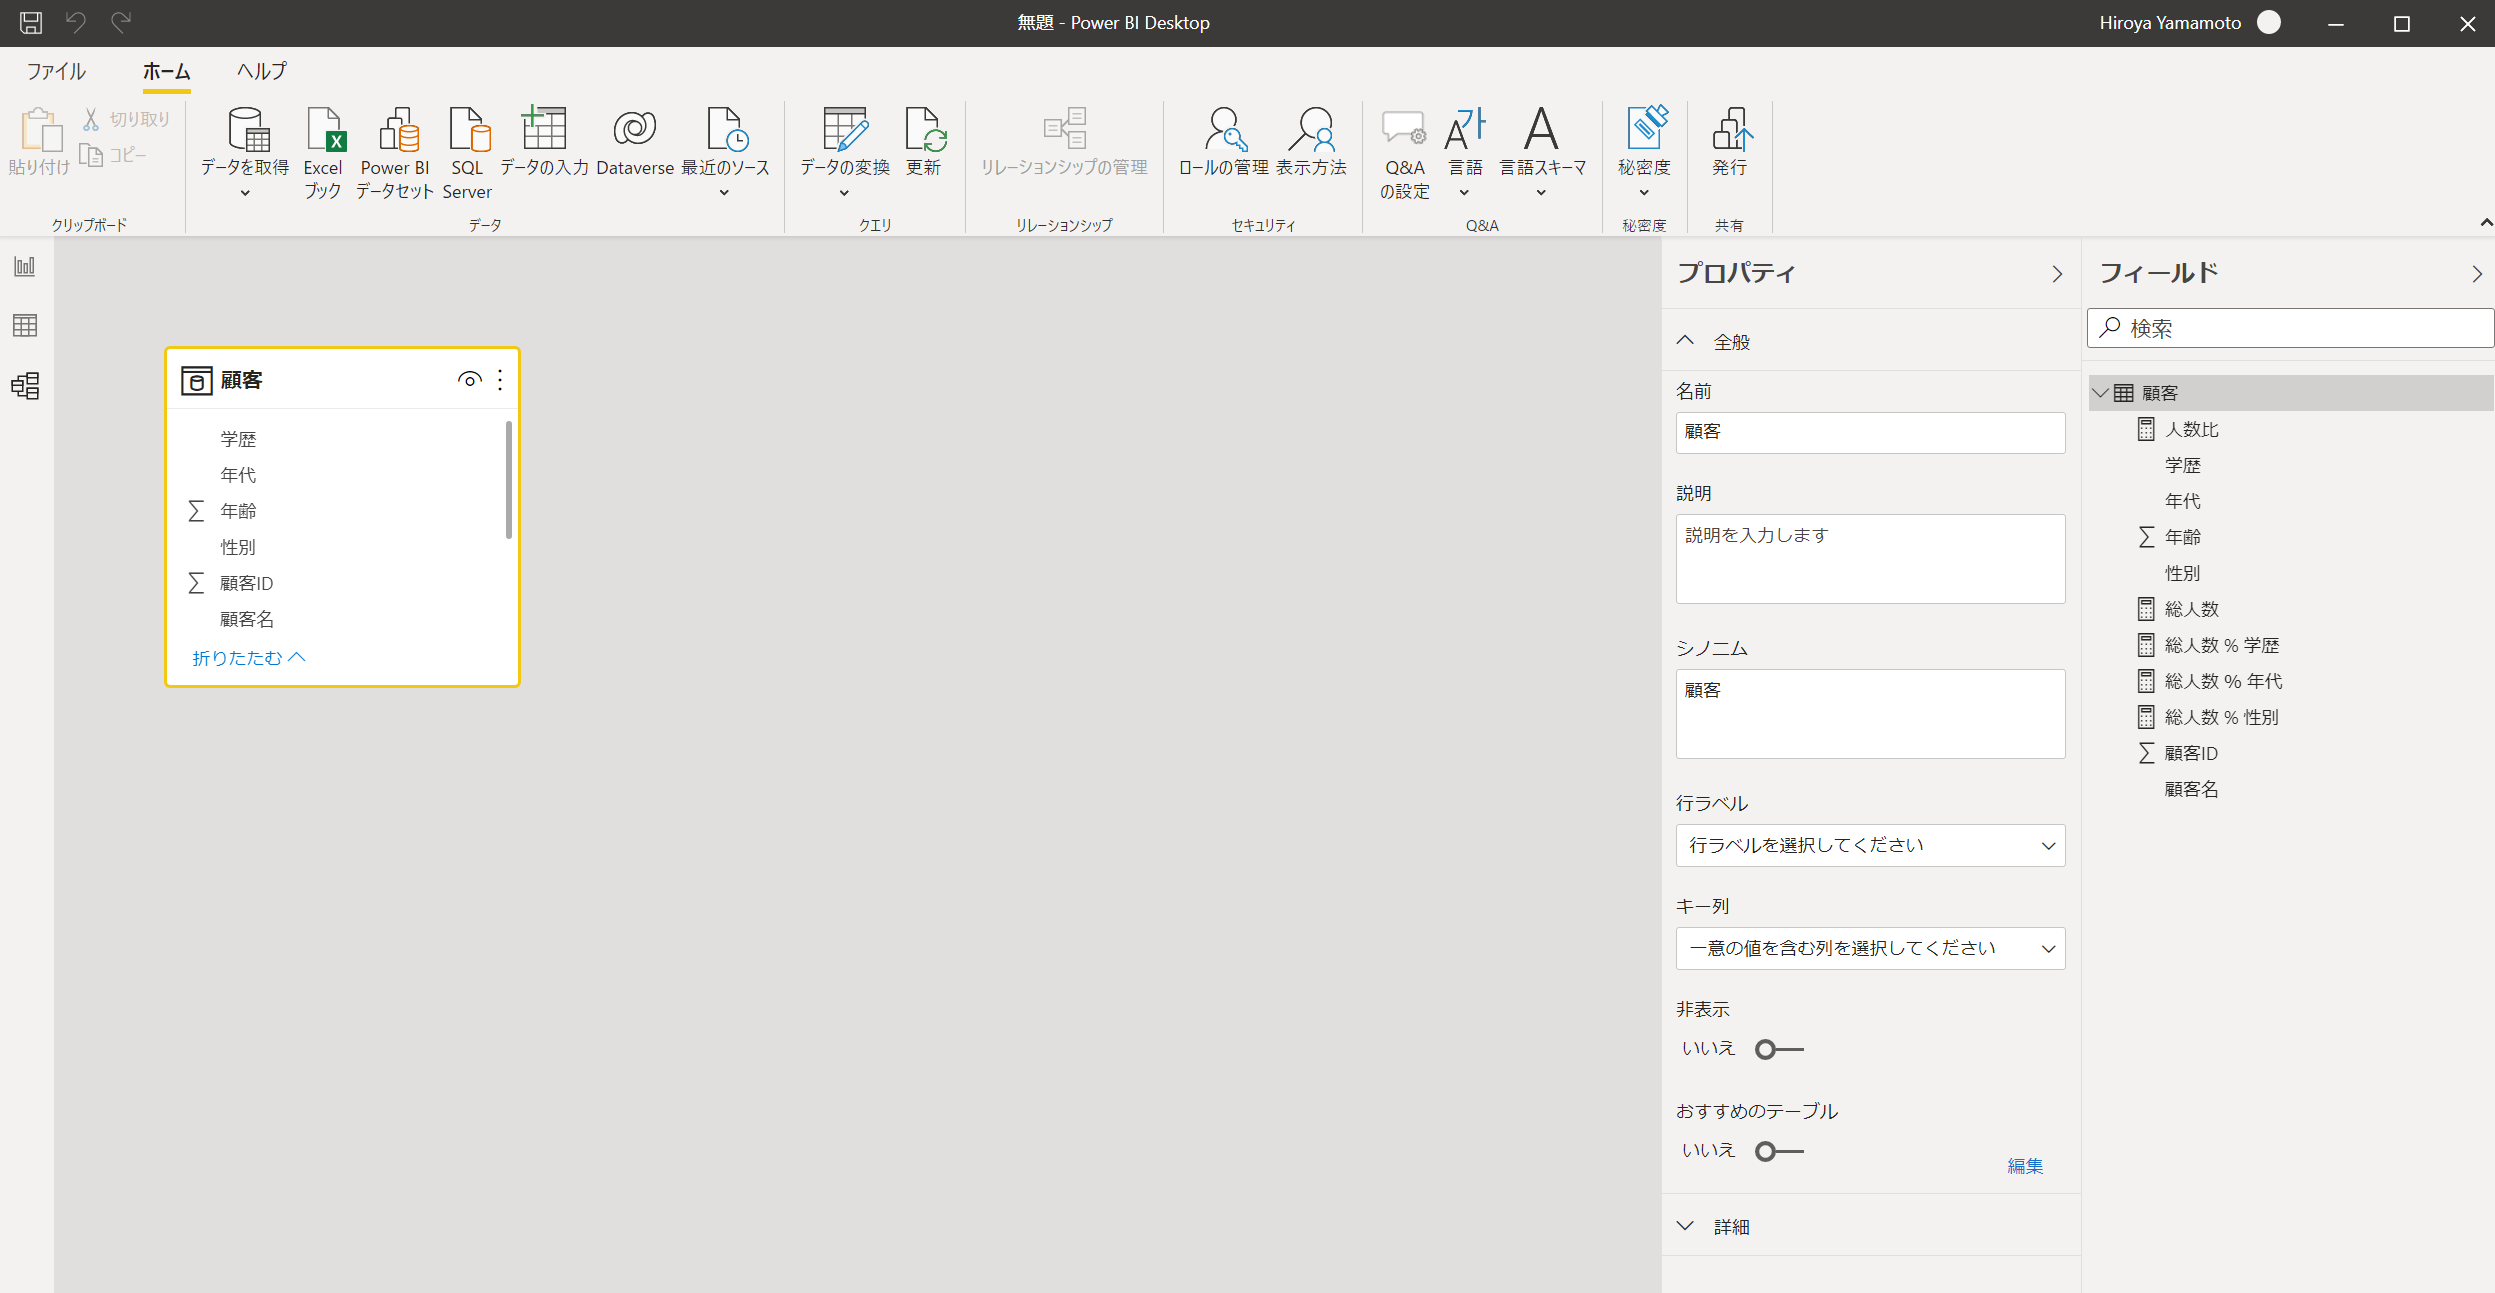 無題 - Power BI Desktop
Hiroya Yamamoto
ファイル
ホーム
ヘルプ
貼り付け
切り取り
コピー
クリップボード
データを取得
Excel
ブック
Power BI
データセット
SQL
Server
データの入力
Dataverse
最近のソース
データ
データの変換
更新
クエリ
リレーションシップの管理
リレーションシップ
ロールの管理
表示方法
セキュリティ
Q&A
の設定
言語
言語スキーマ
Q&A
秘密度
秘密度
発行
共有
顧客
学歴
年代
年齢
性別
顧客ID
顧客名
折りたたむ
プロパティ
全般
名前
顧客
説明
説明を入力します
シノニム
顧客
行ラベル
行ラベルを選択してください
キー列
一意の値を含む列を選択してください
非表示
いいえ
おすすめのテーブル
いいえ
編集
詳細
フィールド
検索
顧客
人数比
学歴
年代
年齢
性別
総人数
総人数 % 学歴
総人数 % 年代
総人数 % 性別
顧客ID
顧客名